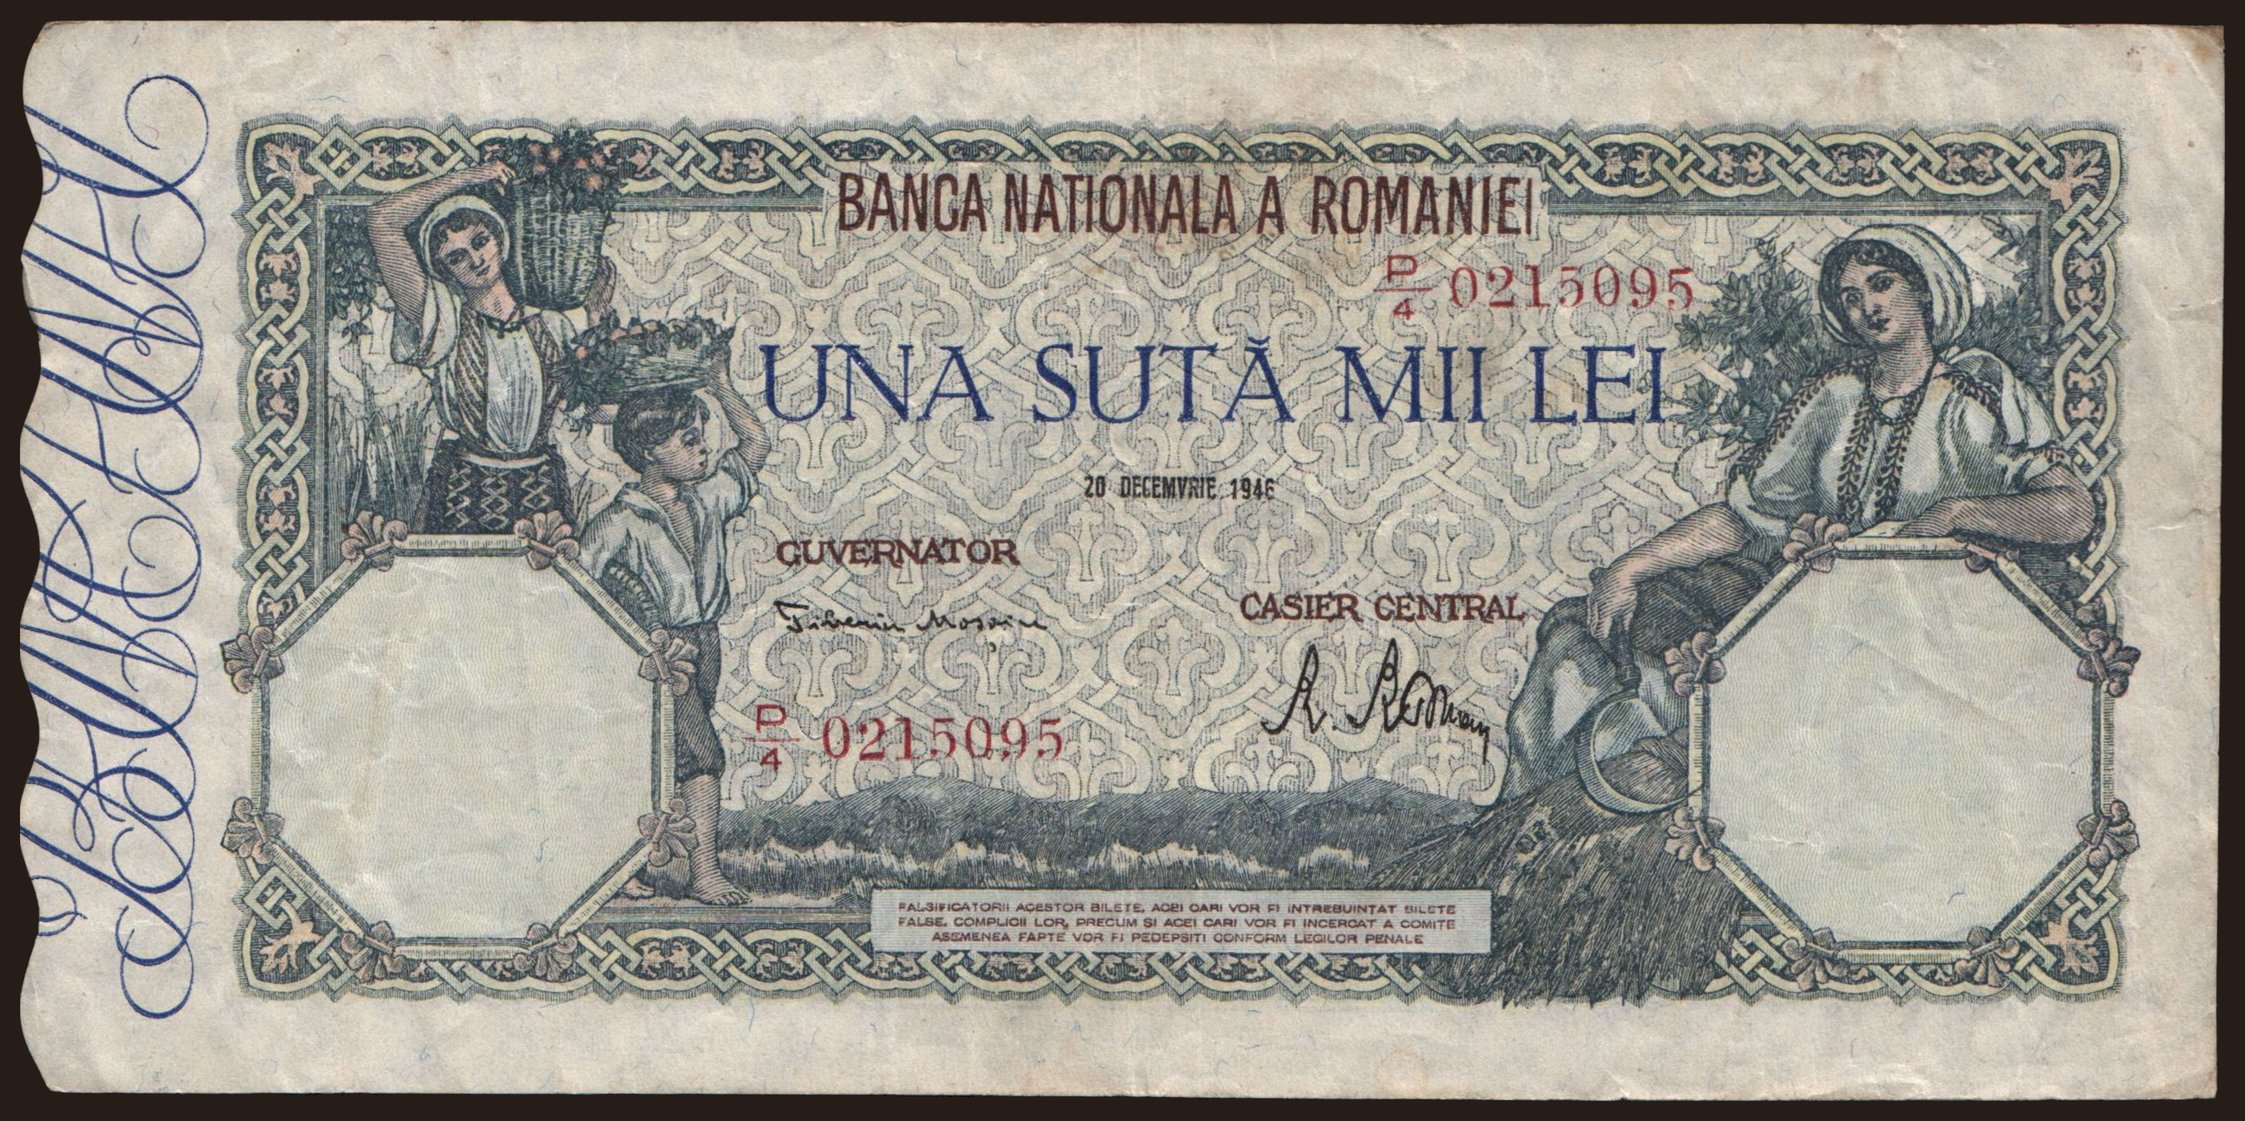 BANCA NATIONALA A ROMANIEI
P/4 0215095
UNA SUTĂ MII LEI
20 DECEMVRIE 1946
GUVERNATOR
CASIER CENTRAL
P/4 0215095
FALSIFICATORII ACESTOR BILETE, ACEI CARI VOR FI INTREBUINTAT BILETE
FALSE, COMPLICII LOR, PRECUM SI ACEI CARI VOR FI INCERCAT A COMITE
ASEMENEA FAPTE VOR FI PEDEPSITI CONFORM LEGILOR PENALE